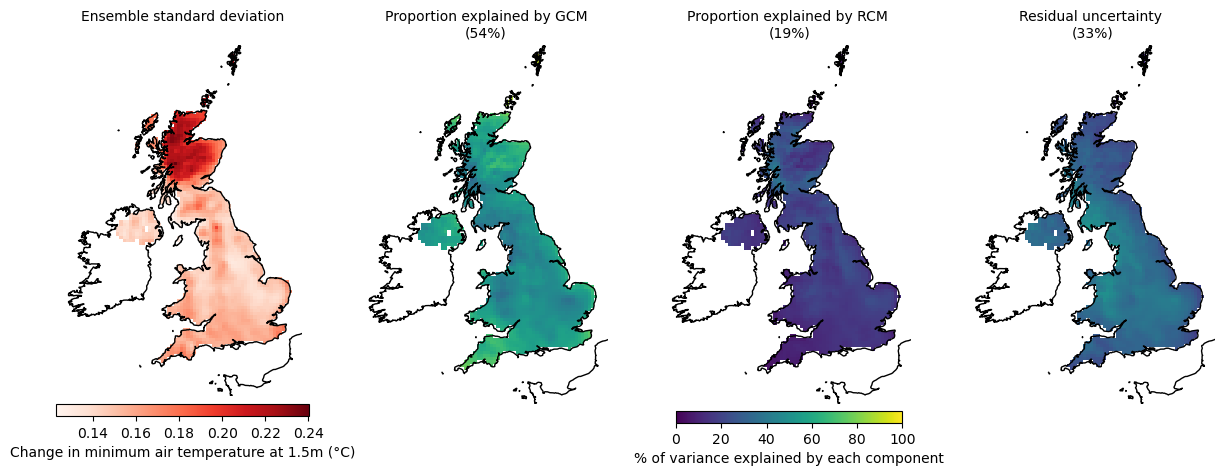 Ensemble standard deviation
Proportion explained by GCM
(54%)
Proportion explained by RCM
(19%)
Residual uncertainty
(33%)
0.14 0.16 0.18 0.20 0.22 0.24
Change in minimum air temperature at 1.5m (°C)
0 20 40 60 80 100
% of variance explained by each component